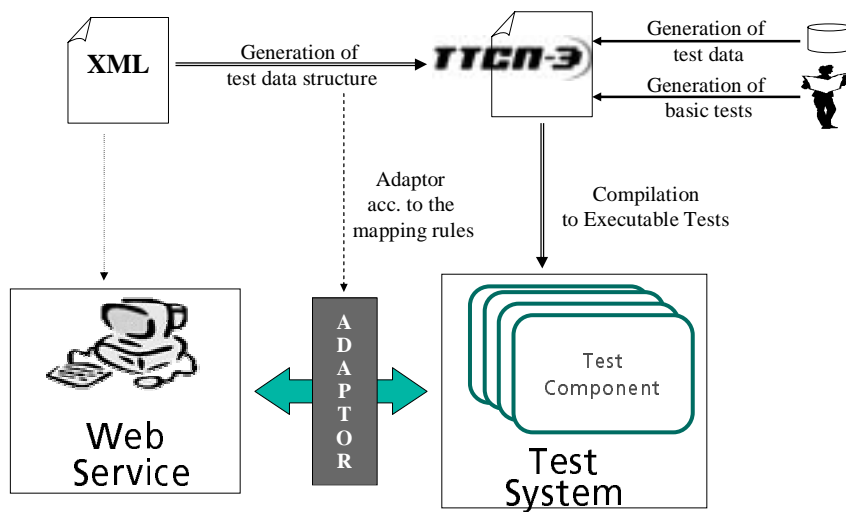 XML
Generation of
test data structure
TTCN-3
Generation of
test data
Generation of
basic tests
Adaptor
acc. to the
mapping rules
Compilation
to Executable Tests
ADAPTOR
Test
Component
Web
Service
Test
System